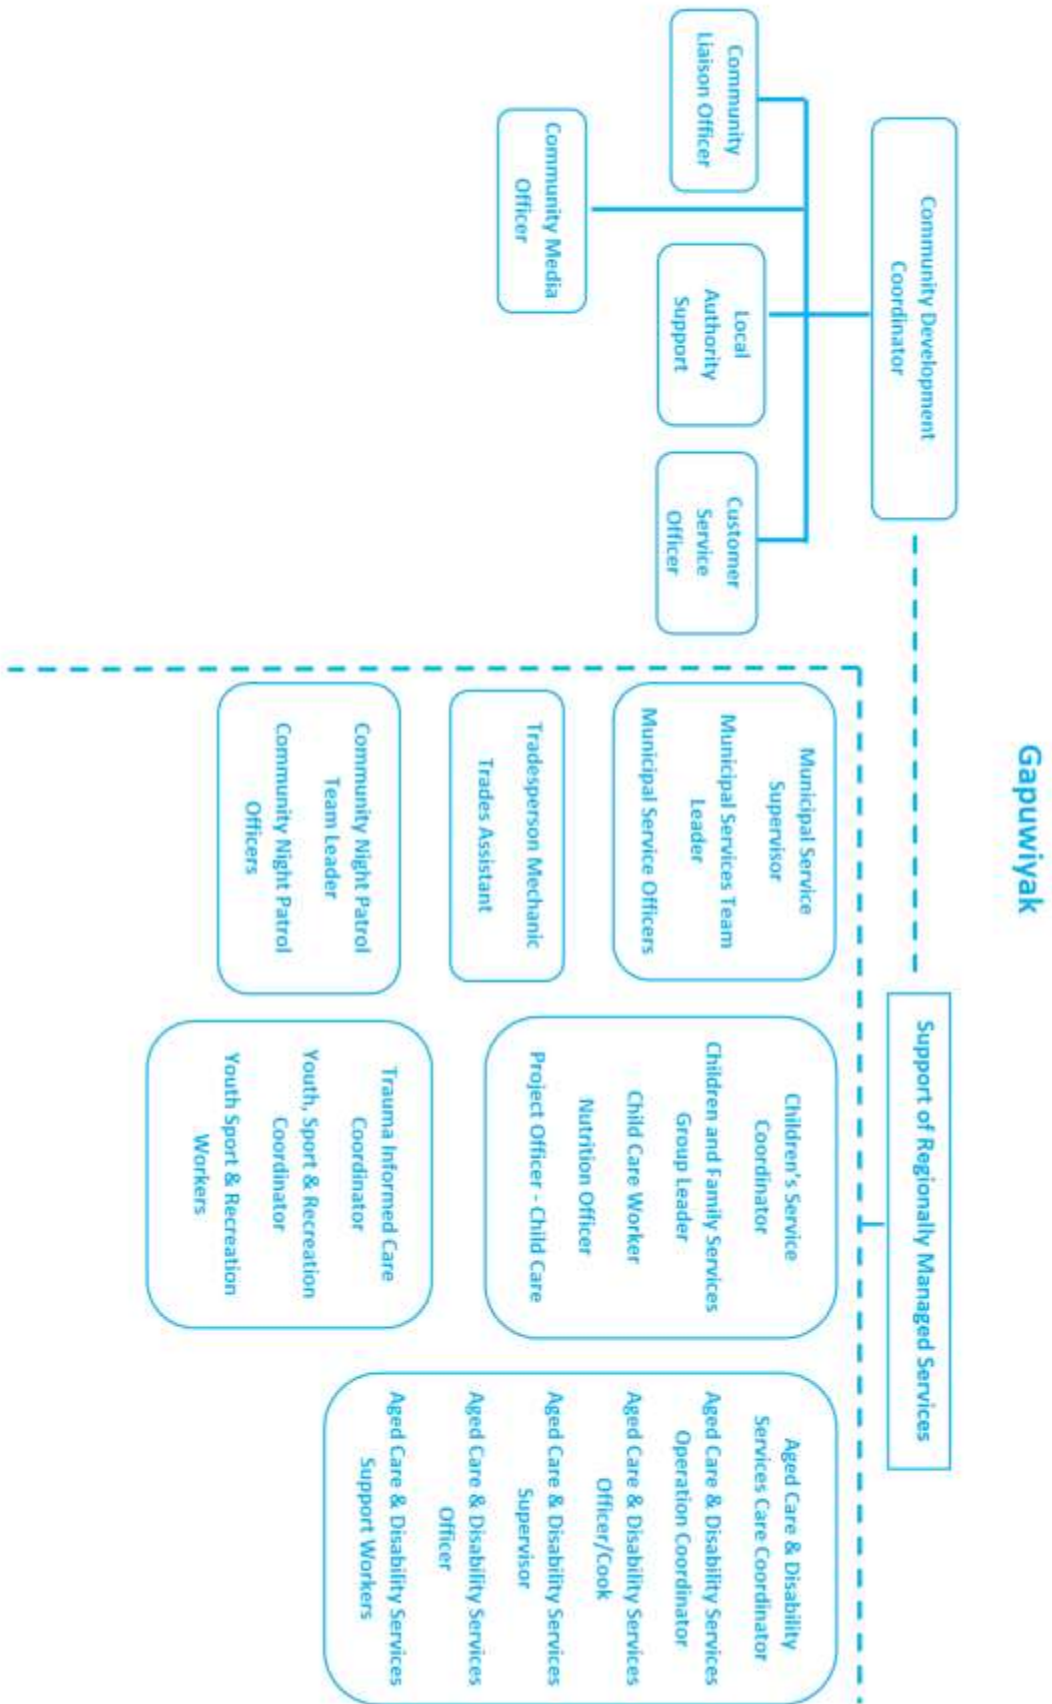 Gapuwiyak
Community Development
Coordinator
Support of Regionally Managed Services
Community
Liaison Officer
Local
Authority
Support
Customer
Service
Officer
Community Media
Officer
Municipal Service
Supervisor
Municipal Services Team
Leader
Municipal Service Officers
Tradesperson Mechanic
Trades Assistant
Community Night Patrol
Team Leader
Community Night Patrol
Officers
Children's Service
Coordinator
Children and Family Services
Group Leader
Child Care Worker
Nutrition Officer
Project Officer - Child Care
Trauma Informed Care
Coordinator
Youth, Sport & Recreation
Coordinator
Youth Sport & Recreation
Workers
Aged Care & Disability
Services Care Coordinator
Aged Care & Disability Services
Operation Coordinator
Aged Care & Disability Services
Officer/Cook
Aged Care & Disability Services
Supervisor
Aged Care & Disability Services
Officer
Aged Care & Disability Services
Support Workers